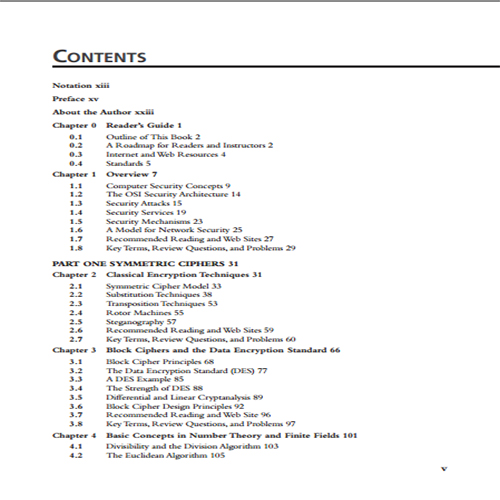 CONTENTS
Notation xiii
Preface xv
About the Author xxiii
Chapter 0 Reader's Guide 1
0.1 Outline of This Book 2
0.2 A Roadmap for Readers and Instructors 2
0.3 Internet and Web Resources 4
0.4 Standards 5
Chapter 1 Overview 7
1.1 Computer Security Concepts 9
1.2 The OSI Security Architecture 14
1.3 Security Attacks 15
1.4 Security Services 19
1.5 Security Mechanisms 23
1.6 A Model for Network Security 25
1.7 Recommended Reading and Web Sites 27
1.8 Key Terms, Review Questions, and Problems 29
PART ONE SYMMETRIC CIPHERS 31
Chapter 2 Classical Encryption Techniques 31
2.1 Symmetric Cipher Model 33
2.2 Substitution Techniques 38
2.3 Transposition Techniques 53
2.4 Rotor Machines 55
2.5 Steganography 57
2.6 Recommended Reading and Web Sites 59
2.7 Key Terms, Review Questions, and Problems 60
Chapter 3 Block Ciphers and the Data Encryption Standard 66
3.1 Block Cipher Principles 68
3.2 The Data Encryption Standard (DES) 77
3.3 A DES Example 85
3.4 The Strength of DES 88
3.5 Differential and Linear Cryptanalysis 89
3.6 Block Cipher Design Principles 92
3.7 Recommended Reading and Web Site 96
3.8 Key Terms, Review Questions, and Problems 97
Chapter 4 Basic Concepts in Number Theory and Finite Fields 101
4.1 Divisibility and the Division Algorithm 103
4.2 The Euclidean Algorithm 105
v